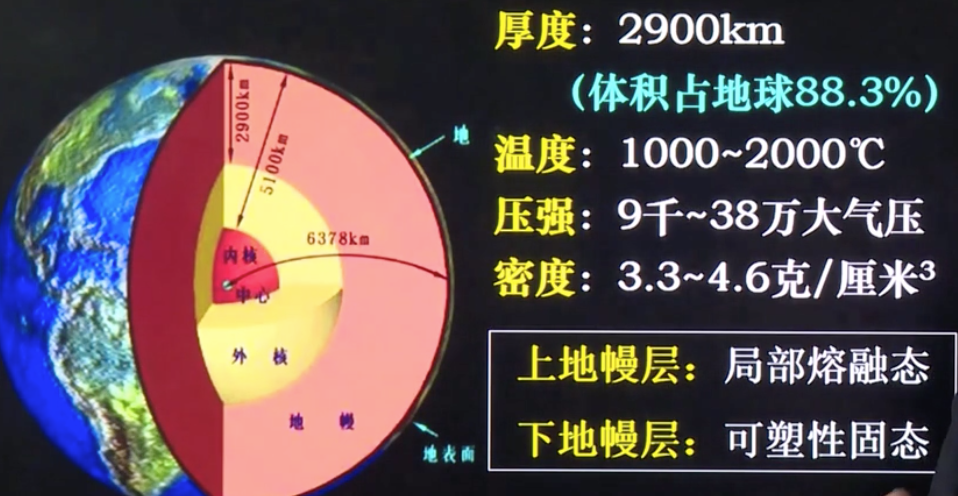 厚度：2900km
（体积占地球88.3%）
温度：1000~2000℃
压强：9千~38万大气压
密度：3.3~4.6克/厘米³
上地幔层：局部熔融态
下地幔层：可塑性固态
2900km
5100km
地
6378km
内核
中心
外 核
地 幔
地表面